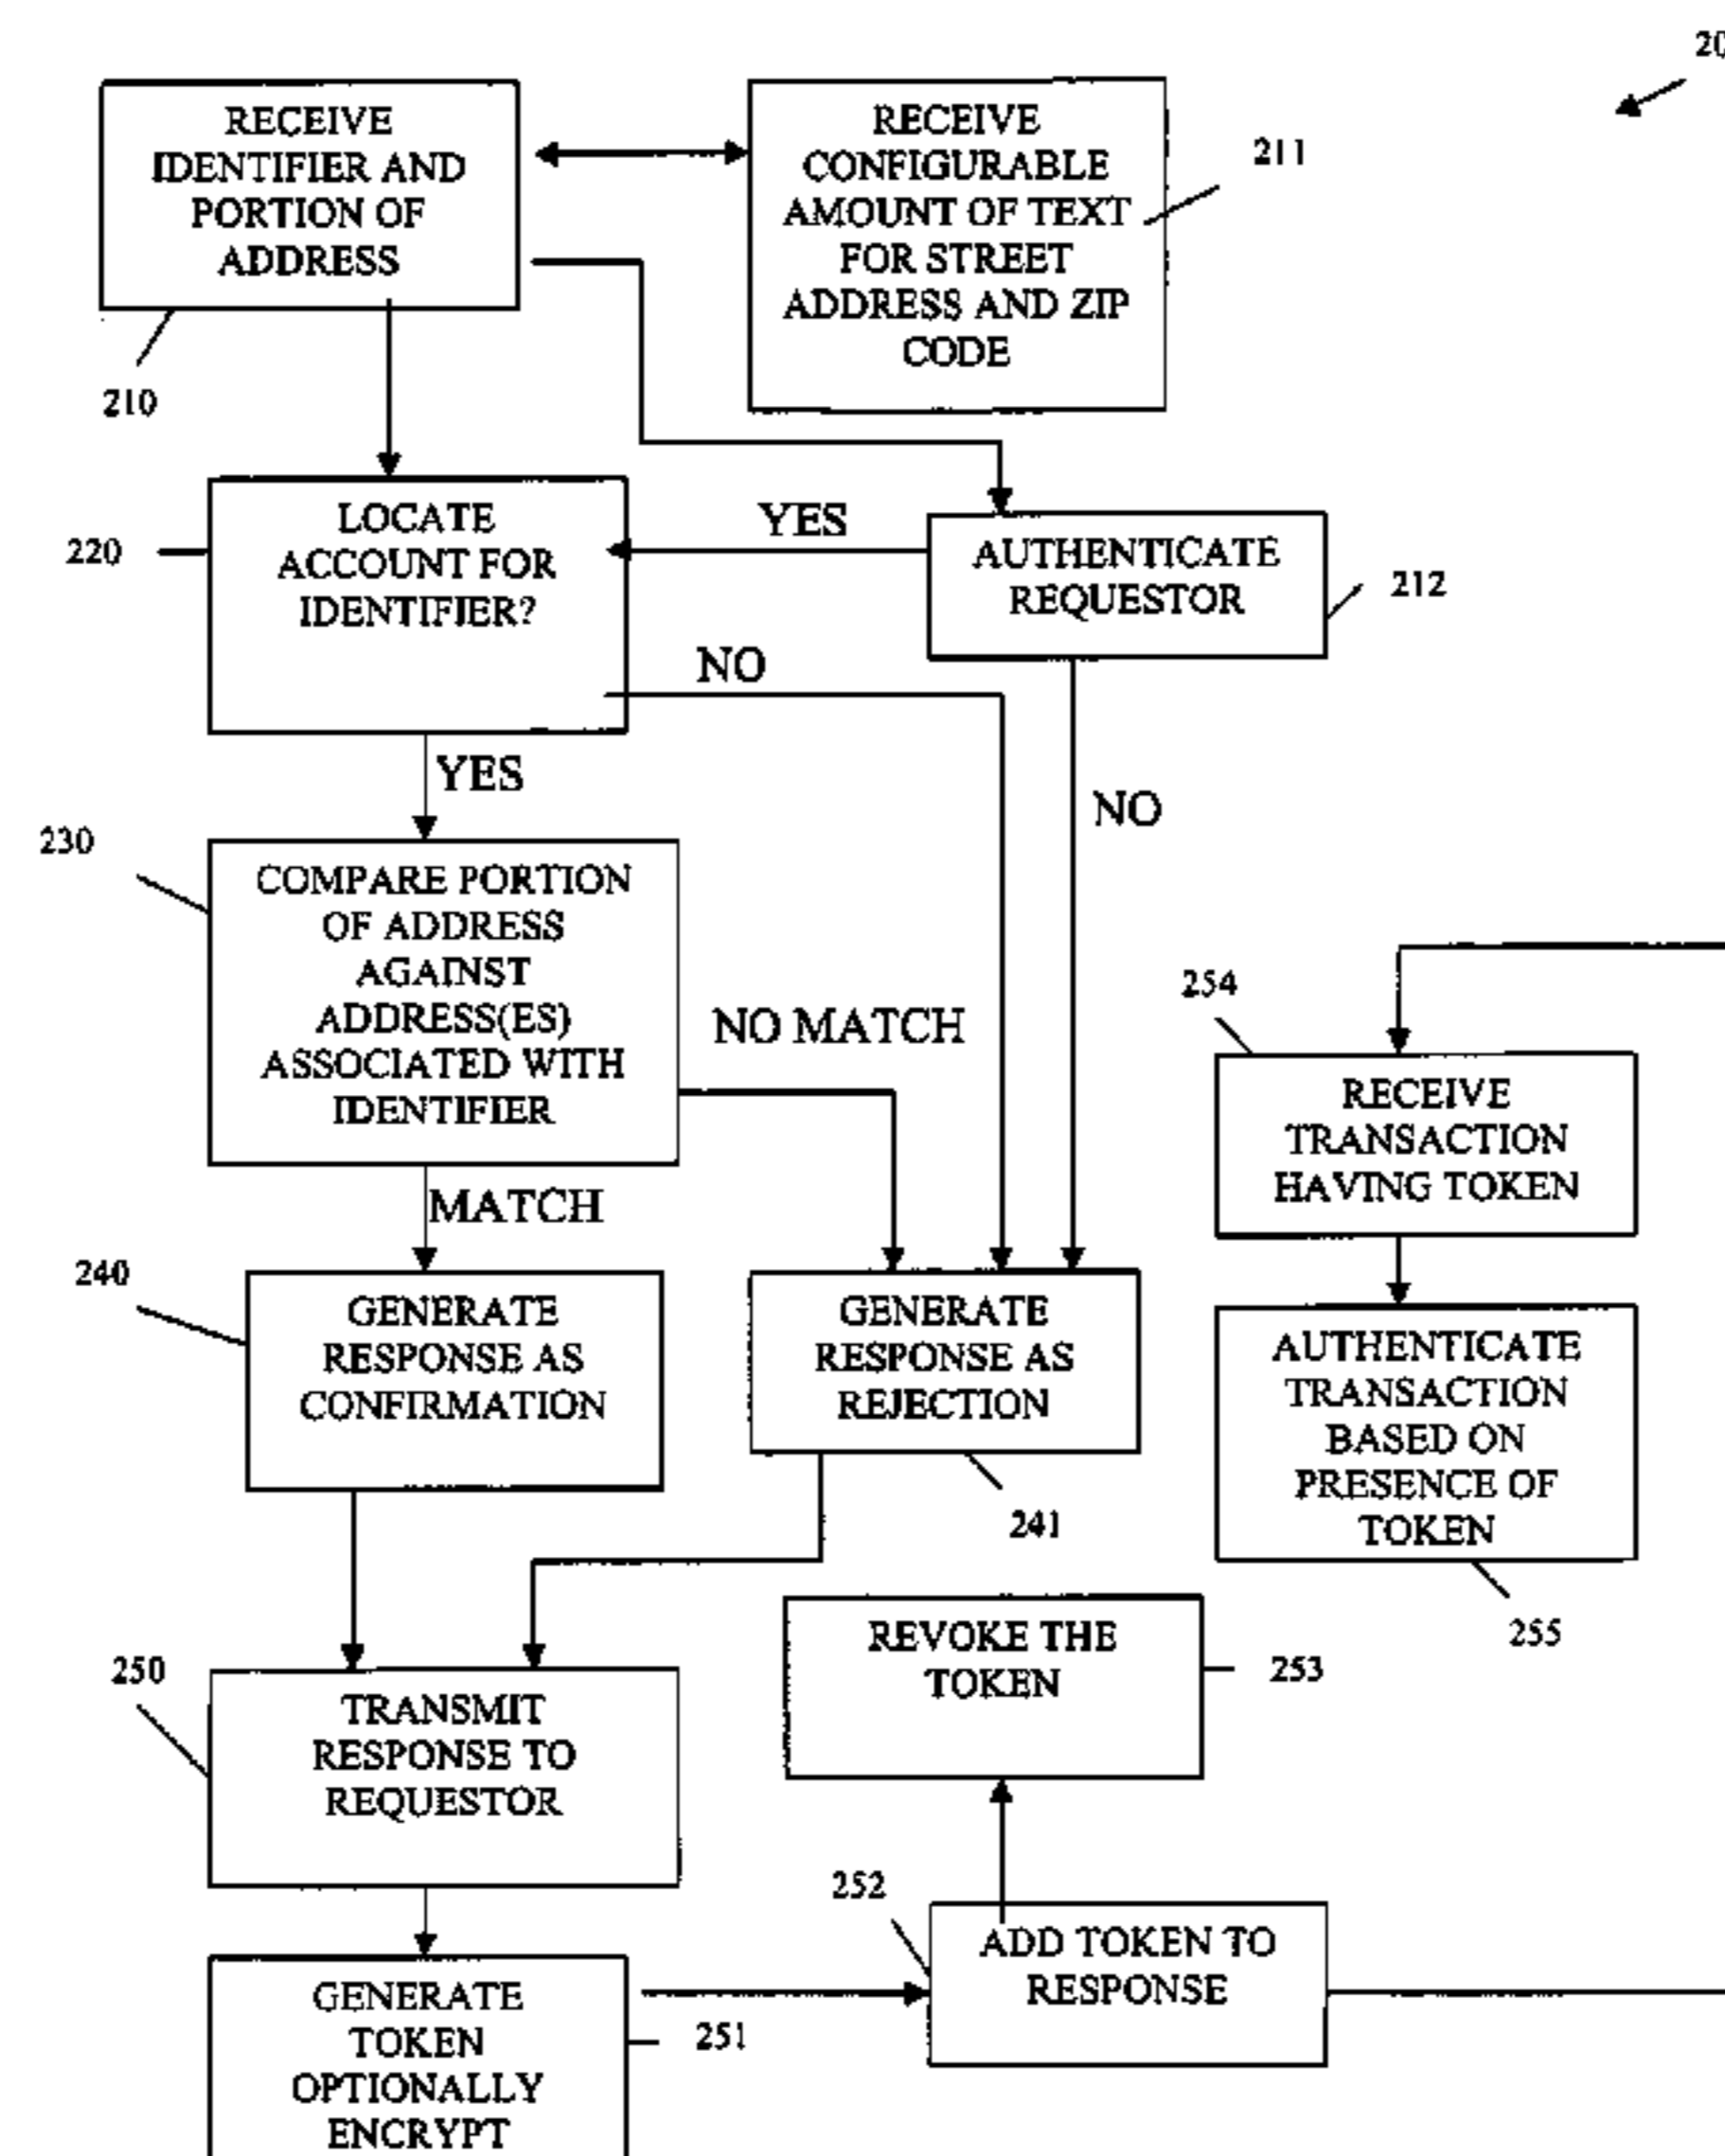 20
RECEIVE
IDENTIFIER AND
PORTION OF
ADDRESS
210
RECEIVE
CONFIGURABLE
AMOUNT OF TEXT
FOR STREET
ADDRESS AND ZIP
CODE
211
LOCATE
ACCOUNT FOR
IDENTIFIER?
220
YES
AUTHENTICATE
REQUESTOR
212
NO
YES
NO
230
COMPARE PORTION
OF ADDRESS
AGAINST
ADDRESS(ES)
ASSOCIATED WITH
IDENTIFIER
NO MATCH
MATCH
254
RECEIVE
TRANSACTION
HAVING TOKEN
240
GENERATE
RESPONSE AS
CONFIRMATION
GENERATE
RESPONSE AS
REJECTION
241
AUTHENTICATE
TRANSACTION
BASED ON
PRESENCE OF
TOKEN
255
250
TRANSMIT
RESPONSE TO
REQUESTOR
REVOKE THE
TOKEN
253
252
ADD TOKEN TO
RESPONSE
GENERATE
TOKEN
OPTIONALLY
ENCRYPT
251